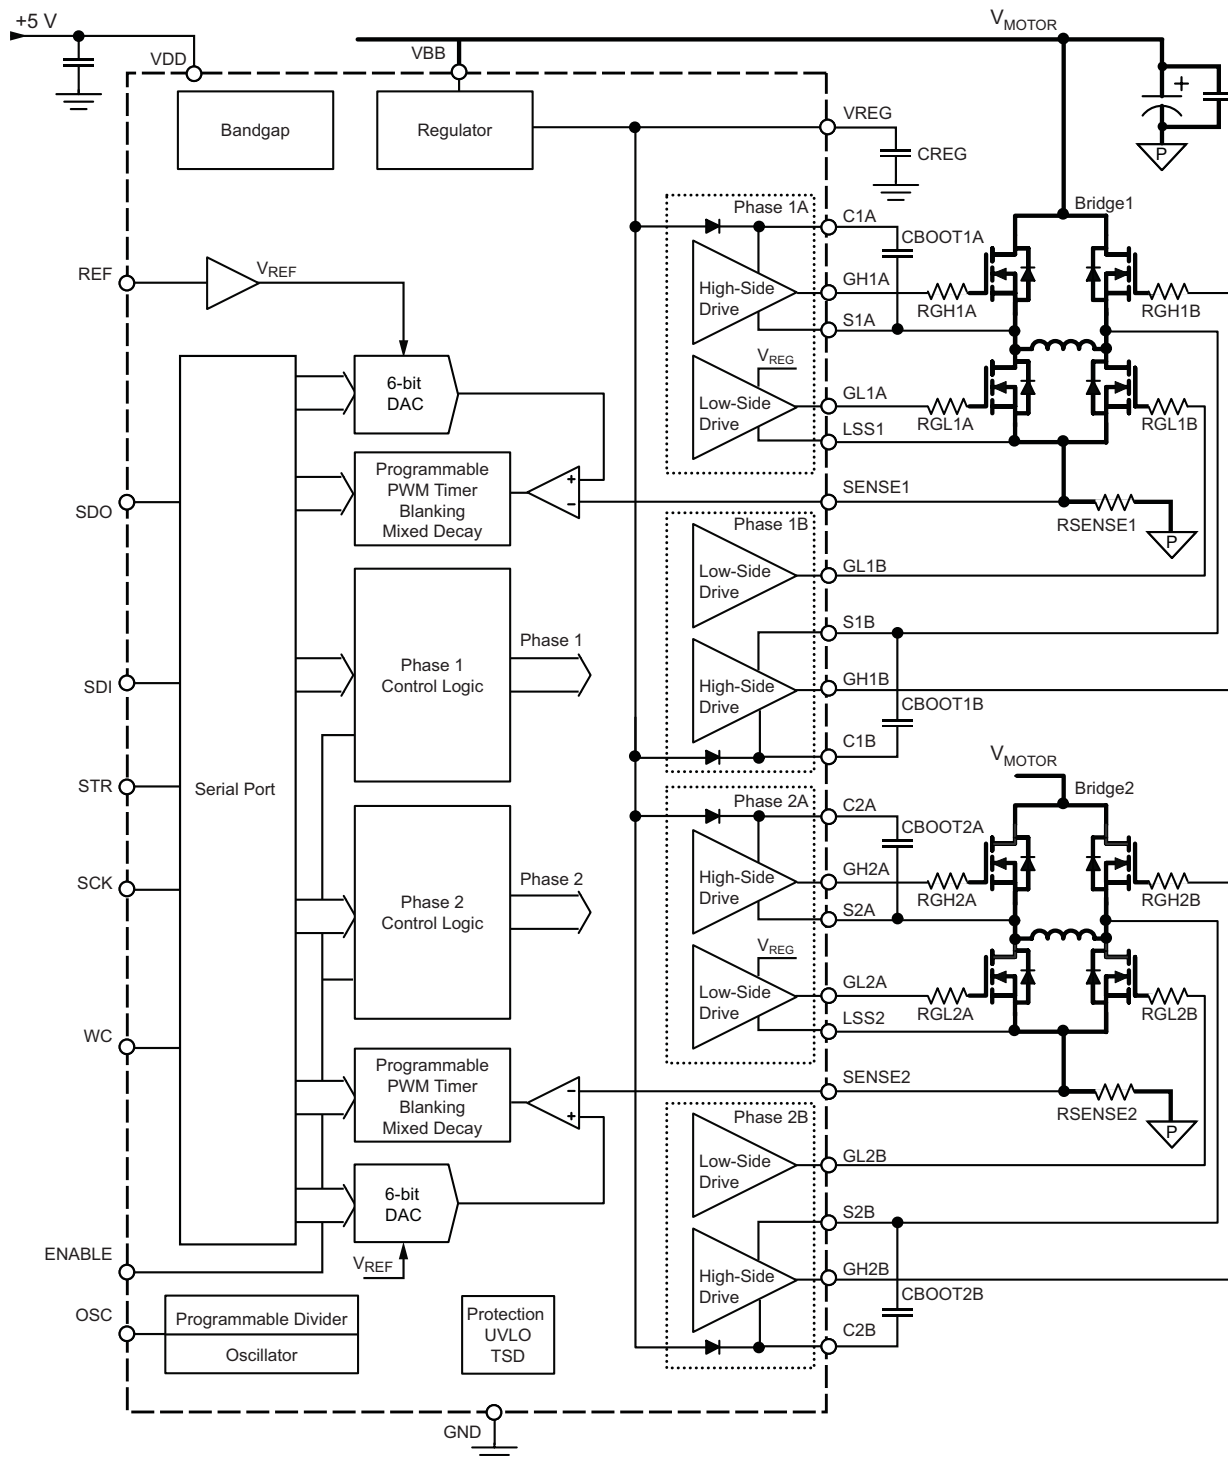 +5 V
VDD
VBB
VMOTOR
+
P
Bandgap
Regulator
VREG
CREG
Phase 1A
C1A
CBOOT1A
Bridge1
REF
VREF
High-Side
Drive
GH1A
RGH1A
RGH1B
S1A
VREG
6-bit
DAC
Low-Side
Drive
GL1A
RGL1A
RGL1B
LSS1
Programmable
PWM Timer
Blanking
Mixed Decay
+
−
SENSE1
RSENSE1
P
SDO
Phase 1B
Low-Side
Drive
GL1B
S1B
Phase 1
Phase 1
Control Logic
SDI
High-Side
Drive
GH1B
CBOOT1B
C1B
STR
Serial Port
VMOTOR
Bridge2
Phase 2A
C2A
CBOOT2A
SCK
Phase 2
Phase 2
Control Logic
High-Side
Drive
GH2A
RGH2A
RGH2B
S2A
VREG
Low-Side
Drive
GL2A
RGL2A
RGL2B
LSS2
WC
Programmable
PWM Timer
Blanking
Mixed Decay
−
+
SENSE2
RSENSE2
P
Phase 2B
Low-Side
Drive
GL2B
6-bit
DAC
S2B
ENABLE
VREF
High-Side
Drive
GH2B
CBOOT2B
C2B
OSC
Programmable Divider
Oscillator
Protection
UVLO
TSD
GND